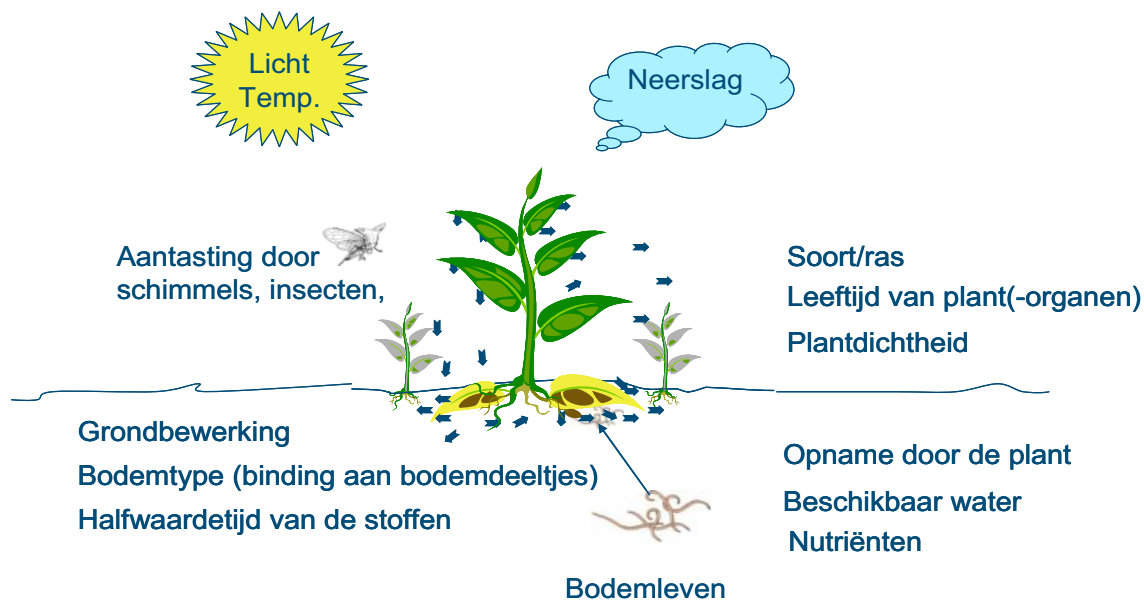 Licht
Temp.
Neerslag
Aantasting door
schimmels, insecten,
Soort/ras
Leeftijd van plant(-organen)
Plantdichtheid
Grondbewerking
Bodemtype (binding aan bodemdeeltjes)
Halfwaardetijd van de stoffen
Opname door de plant
Beschikbaar water
Nutriënten
Bodemleven